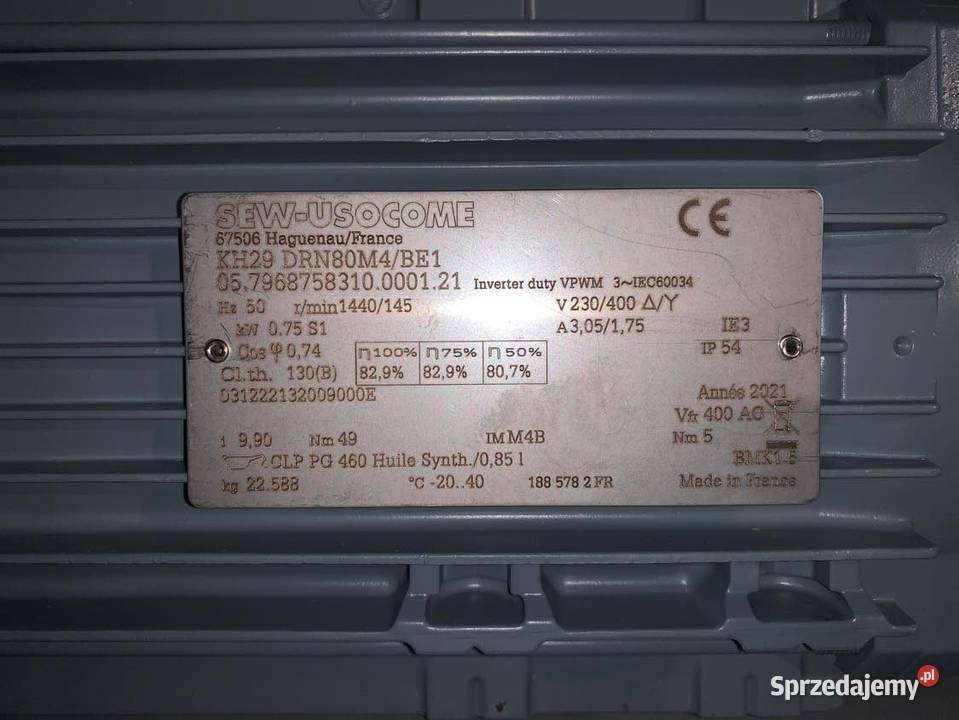 SEW-USOCOME
CE
67506 Haguenau/France
KH29 DRN80M4/BE1
05.7968758310.0001.21 Inverter duty VPWM 3~IEC60034
Hz 50 r/min 1440/145 V 230/400 Δ/Y
kW 0.75 S1 A 3,05/1,75 IE3
Cos φ 0,74 η100% η75% η50% IP 54
Cl.th. 130(B) 82,9% 82,9% 80,7%
0312221132009000E Année 2021
Vfr 400 AC
i 9,90 Nm 49 IM M4B Nm 5
CLP PG 460 Huile Synth./0,85 l BMK1.5
kg 22.588 °C -20..40 188 578 2 FR Made in France
Sprzedajemy.pl